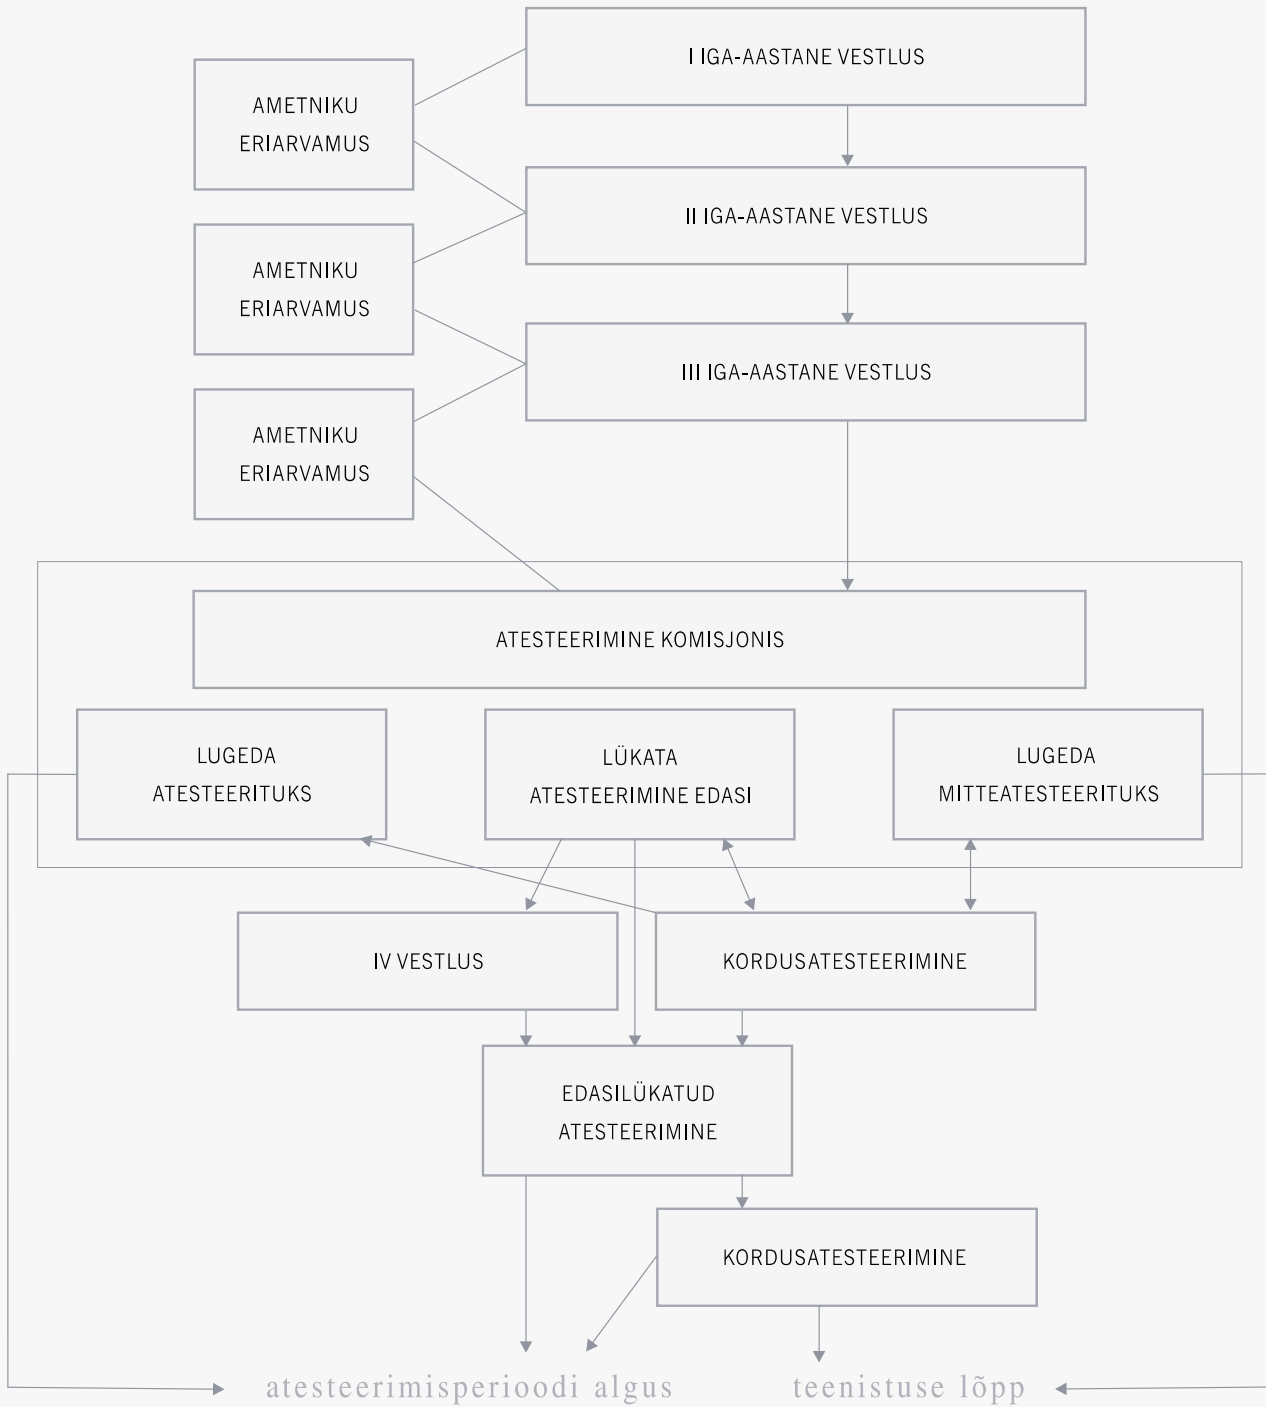 I IGA-AASTANE VESTLUS
AMETNIKU
ERIARVAMUS
II IGA-AASTANE VESTLUS
AMETNIKU
ERIARVAMUS
III IGA-AASTANE VESTLUS
AMETNIKU
ERIARVAMUS
ATESTEERIMINE KOMISJONIS
LUGEDA
ATESTEERITUKS
LÜKATA
ATESTEERIMINE EDASI
LUGEDA
MITTEATESTEERITUKS
IV VESTLUS
KORDUSATESTEERIMINE
EDASILÜKATUD
ATESTEERIMINE
KORDUSATESTEERIMINE
atesteerimisperioodi algus
teenistuse lõpp